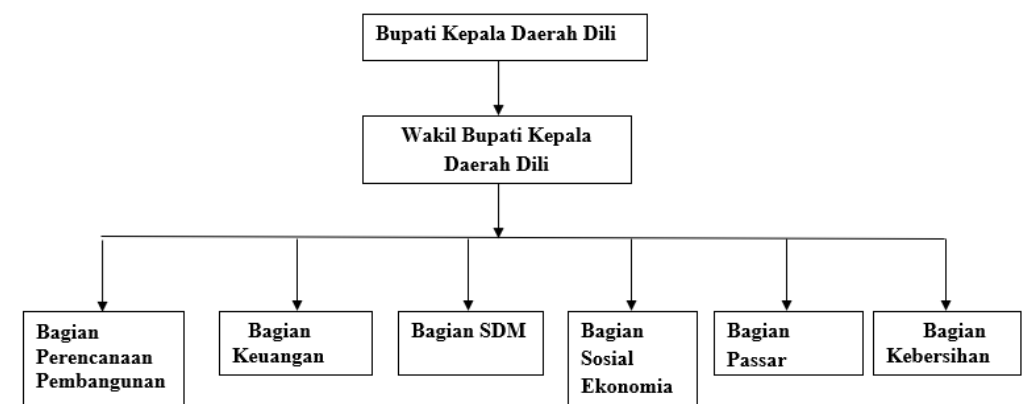 Bupati Kepala Daerah Dili
Wakil Bupati Kepala
Daerah Dili
Bagian
Perencanaan
Pembangunan
Bagian
Keuangan
Bagian SDM
Bagian
Sosial
Ekonomia
Bagian
Passar
Bagian
Kebersihan